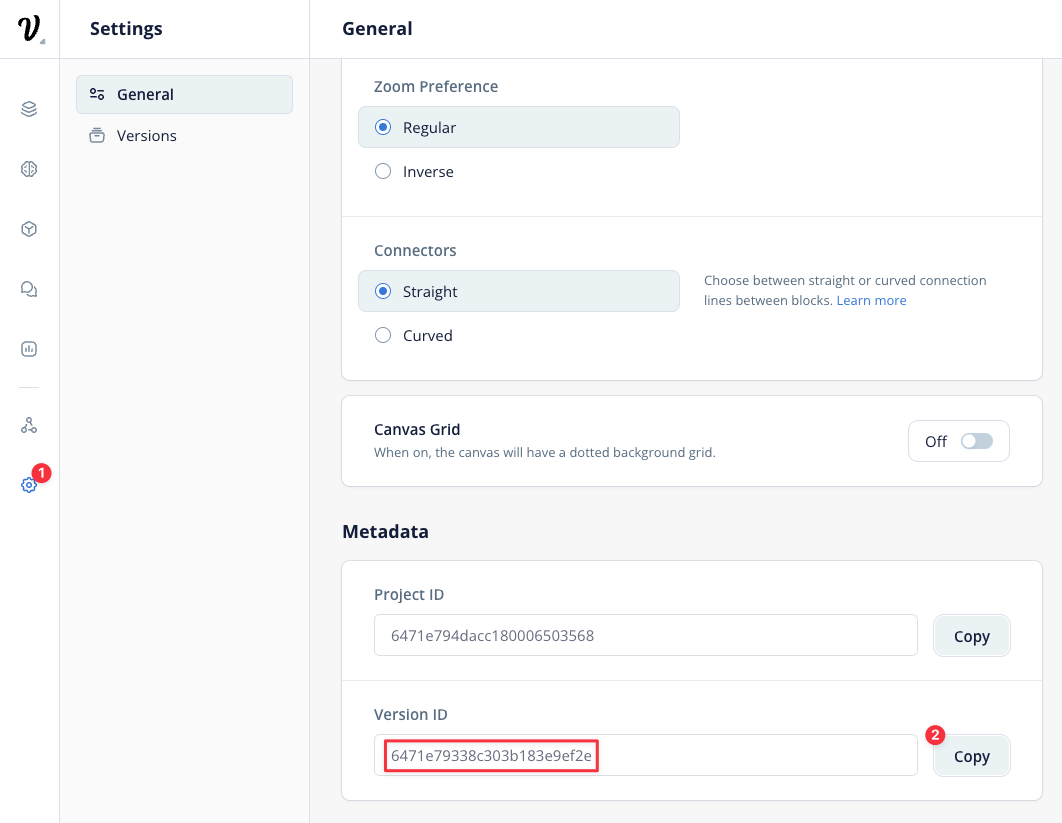 V
Settings
General
General
Versions
Zoom Preference
Regular
Inverse
Connectors
Straight
Choose between straight or curved connection
lines between blocks. Learn more
Curved
Canvas Grid
When on, the canvas will have a dotted background grid.
Off
1
Metadata
Project ID
6471e794dacc180006503568
Copy
Version ID
6471e79338c303b183e9ef2e
2
Copy